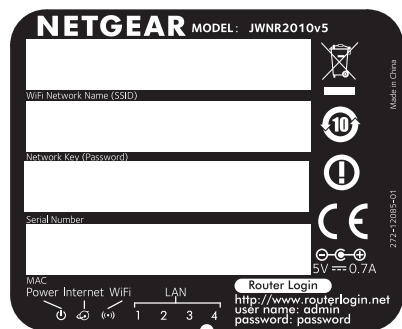 NETGEAR MODEL: JWNR2010v5
WiFi Network Name (SSID)
Network Key (Password)
Serial Number
MAC
Made in China
10
CE
272-12085-01
5V 0.7A
Power Internet WiFi LAN
1 2 3 4
Router Login
http://www.routerlogin.net
user name: admin
password: password